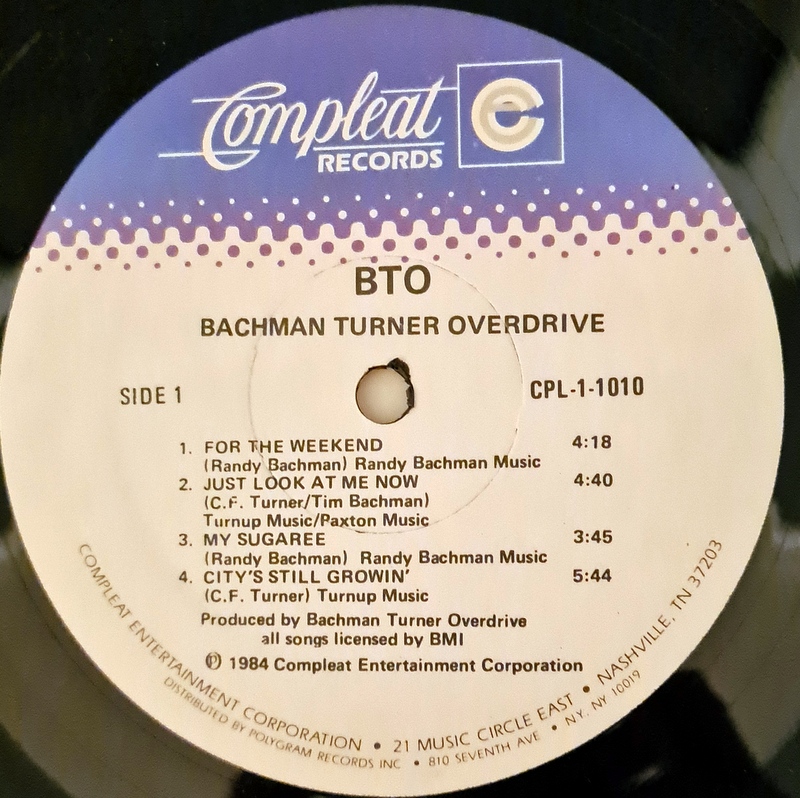 Compleat
RECORDS
BTO
BACHMAN TURNER OVERDRIVE
SIDE 1
CPL-1-1010
1. FOR THE WEEKEND 4:18
(Randy Bachman) Randy Bachman Music
2. JUST LOOK AT ME NOW 4:40
(C.F. Turner/Tim Bachman)
Turnup Music/Paxton Music
3. MY SUGAREE 3:45
(Randy Bachman) Randy Bachman Music
4. CITY'S STILL GROWIN' 5:44
(C.F. Turner) Turnup Music
Produced by Bachman Turner Overdrive
all songs licensed by BMI
℗ 1984 Compleat Entertainment Corporation
COMPLEAT ENTERTAINMENT CORPORATION • 21 MUSIC CIRCLE EAST • NASHVILLE, TN 37203
DISTRIBUTED BY POLYGRAM RECORDS INC • 810 SEVENTH AVE • NY, NY 10019